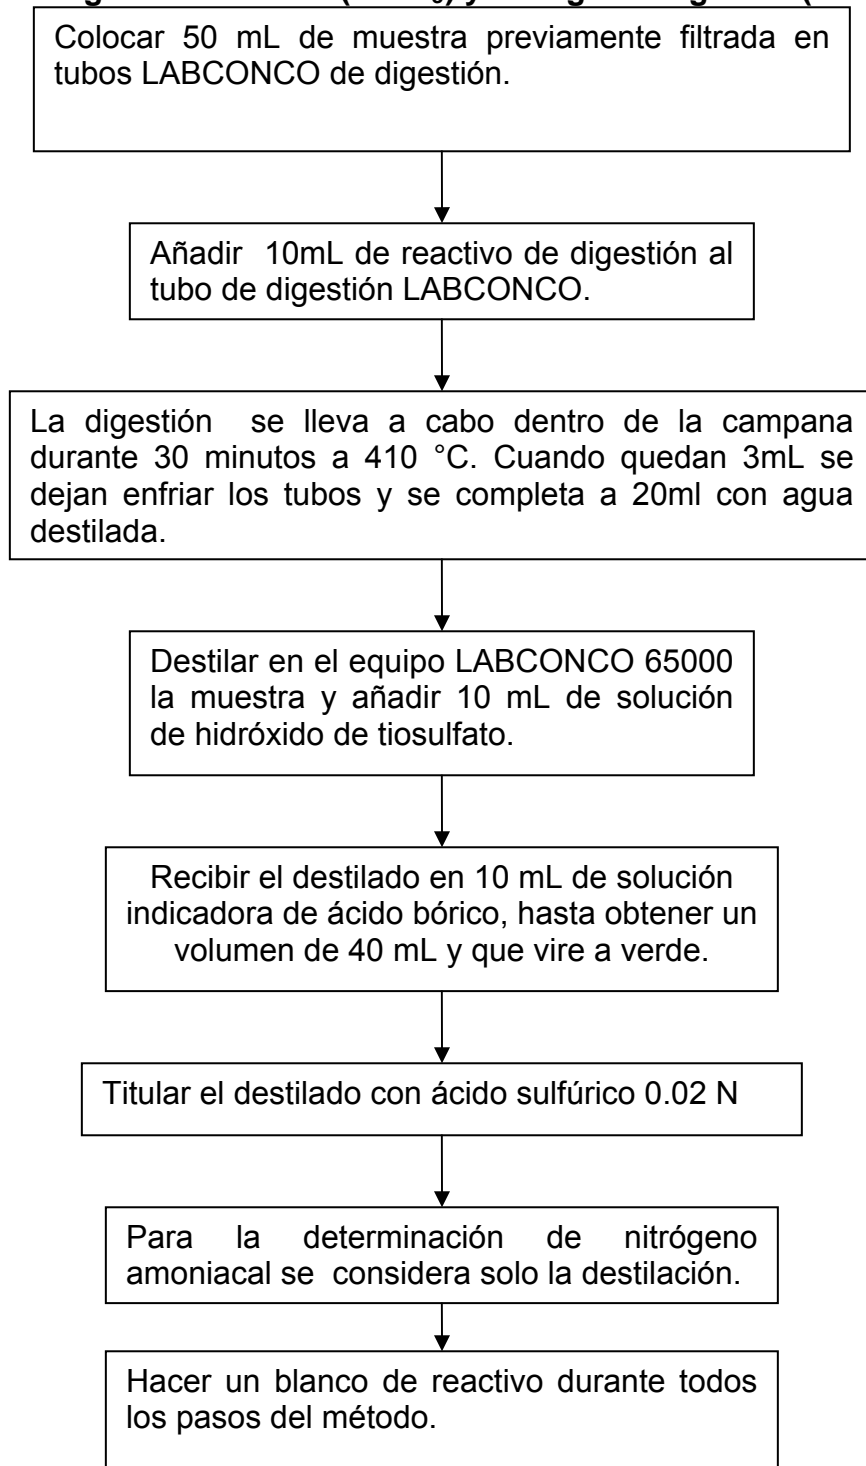 Colocar 50 mL de muestra previamente filtrada en
tubos LABCONCO de digestión.
Añadir 10mL de reactivo de digestión al
tubo de digestión LABCONCO.
La digestión se lleva a cabo dentro de la campana
durante 30 minutos a 410 °C. Cuando quedan 3mL se
dejan enfriar los tubos y se completa a 20ml con agua
destilada.
Destilar en el equipo LABCONCO 65000
la muestra y añadir 10 mL de solución
de hidróxido de tiosulfato.
Recibir el destilado en 10 mL de solución
indicadora de ácido bórico, hasta obtener un
volumen de 40 mL y que vire a verde.
Titular el destilado con ácido sulfúrico 0.02 N
Para la determinación de nitrógeno
amoniacal se considera solo la destilación.
Hacer un blanco de reactivo durante todos
los pasos del método.